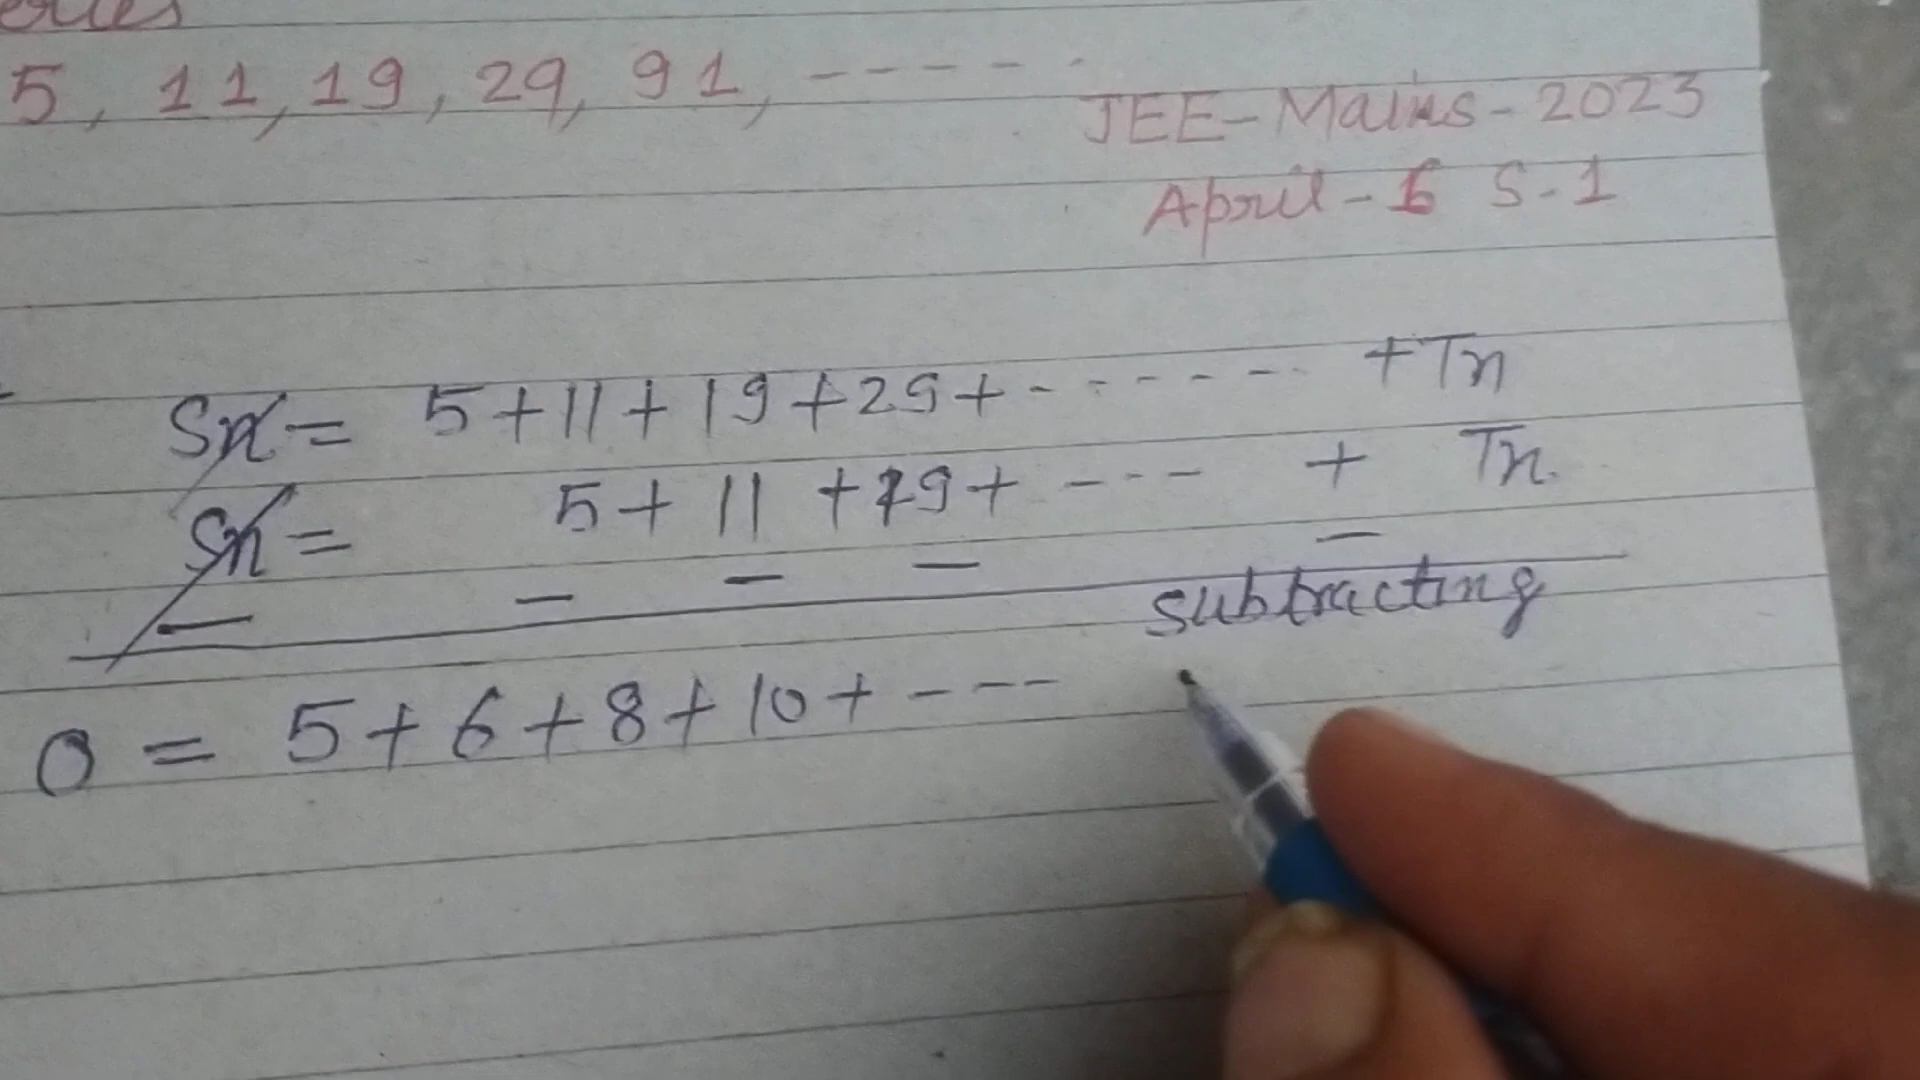 5, 11, 19, 29, 91, -----
JEE-Mains-2023
April-6 S-1
Sn = 5+11+19+29+------ +Tn
Sn = 5+11+19+--- + Tn
— — — — —
subtracting
0 = 5+6+8+10+---